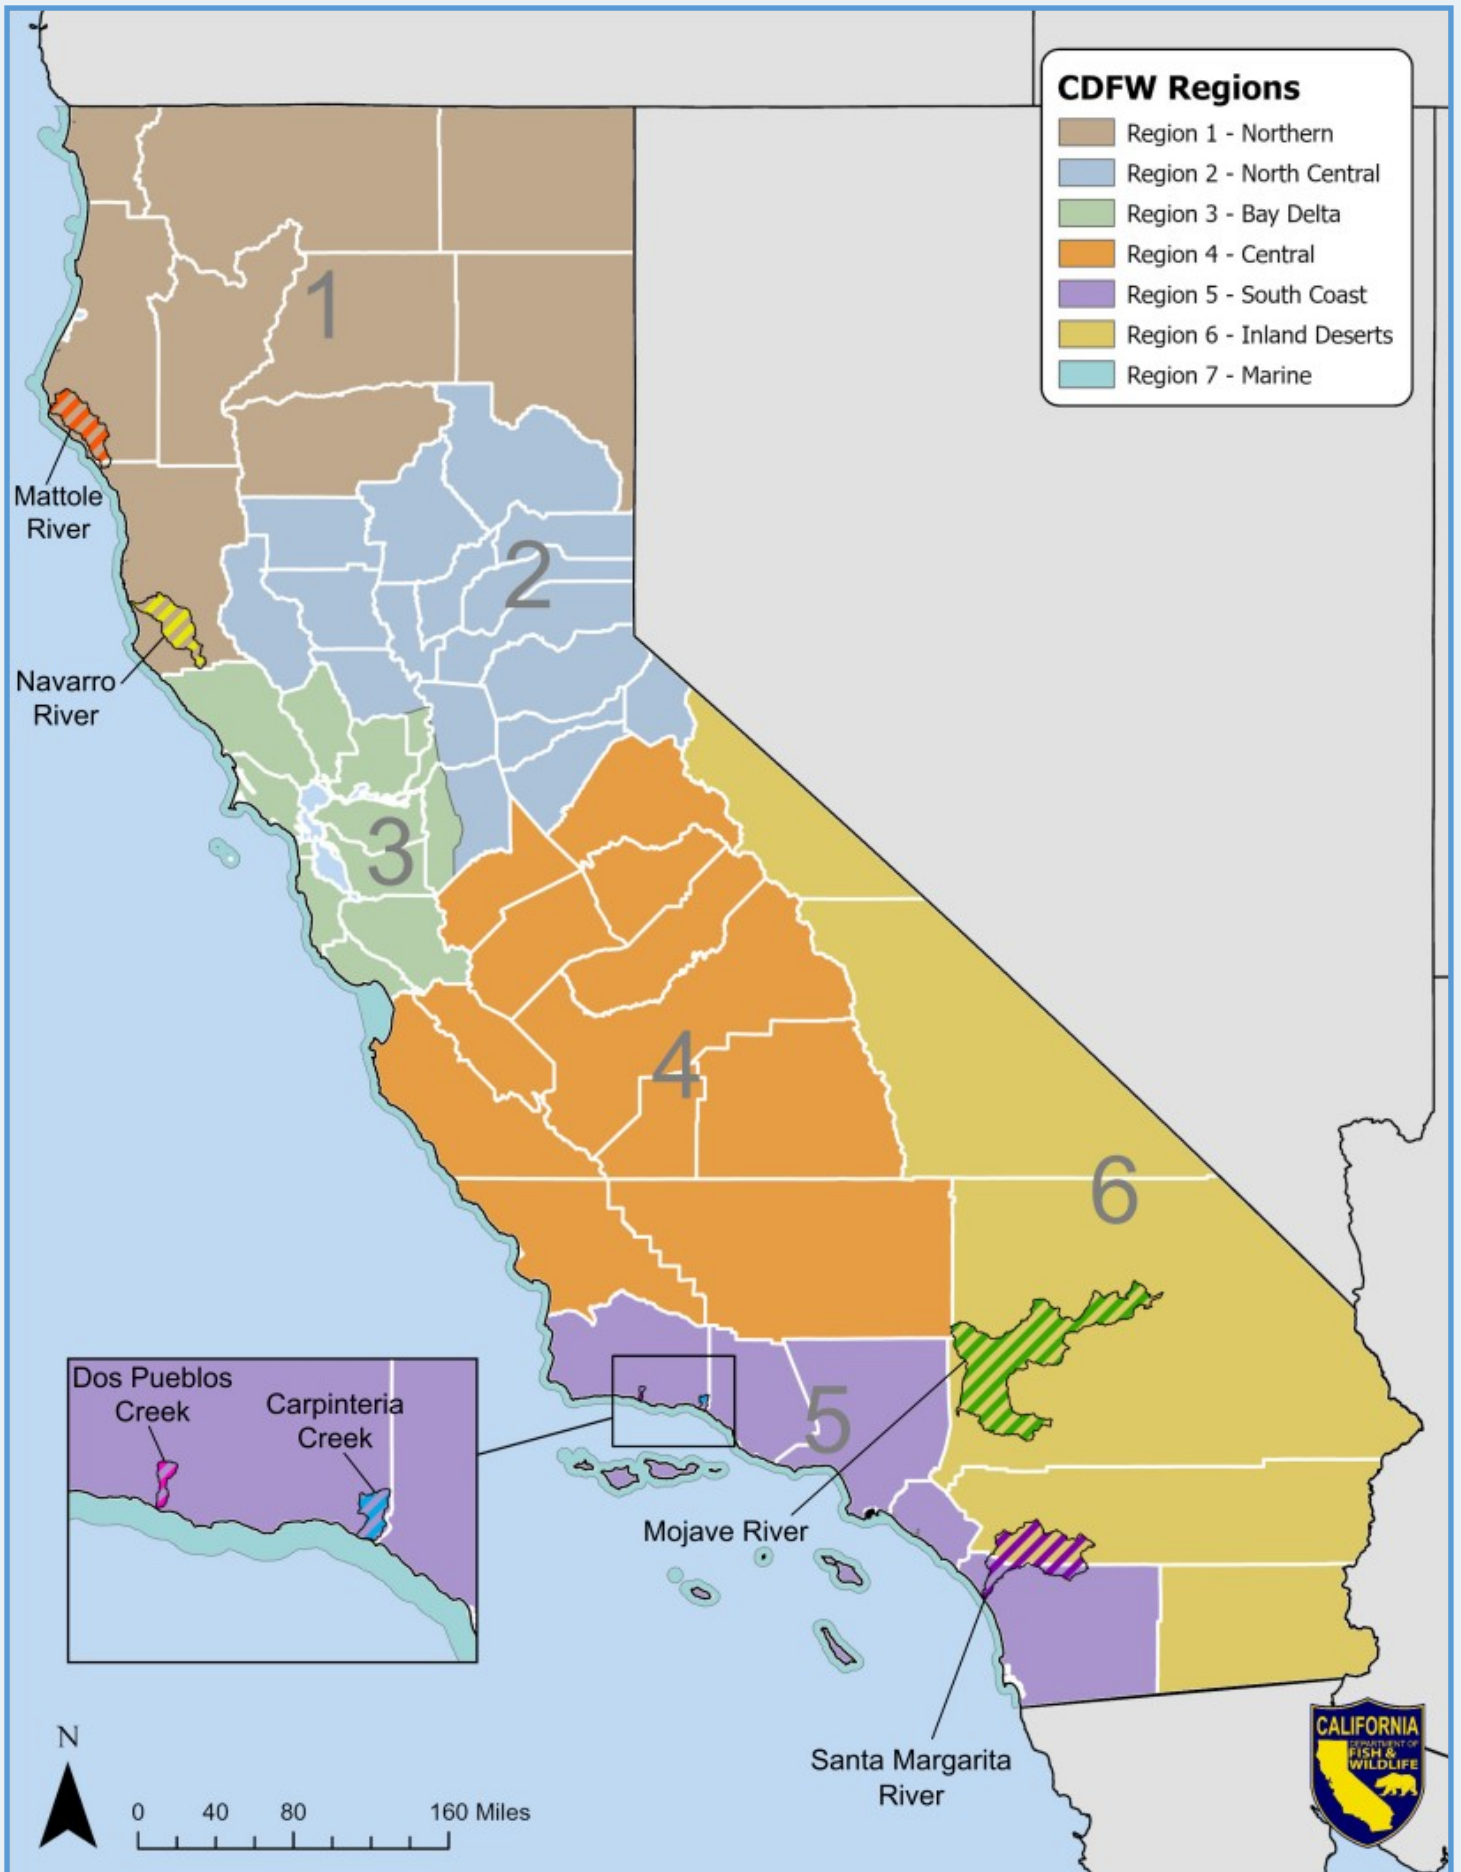 CDFW Regions
Region 1 - Northern
Region 2 - North Central
Region 3 - Bay Delta
Region 4 - Central
Region 5 - South Coast
Region 6 - Inland Deserts
Region 7 - Marine
1
Mattole
River
2
Navarro
River
3
4
6
Dos Pueblos
Creek
Carpinteria
Creek
5
Mojave River
Santa Margarita
River
N
0 40 80 160 Miles
CALIFORNIA
DEPARTMENT OF
FISH &
WILDLIFE